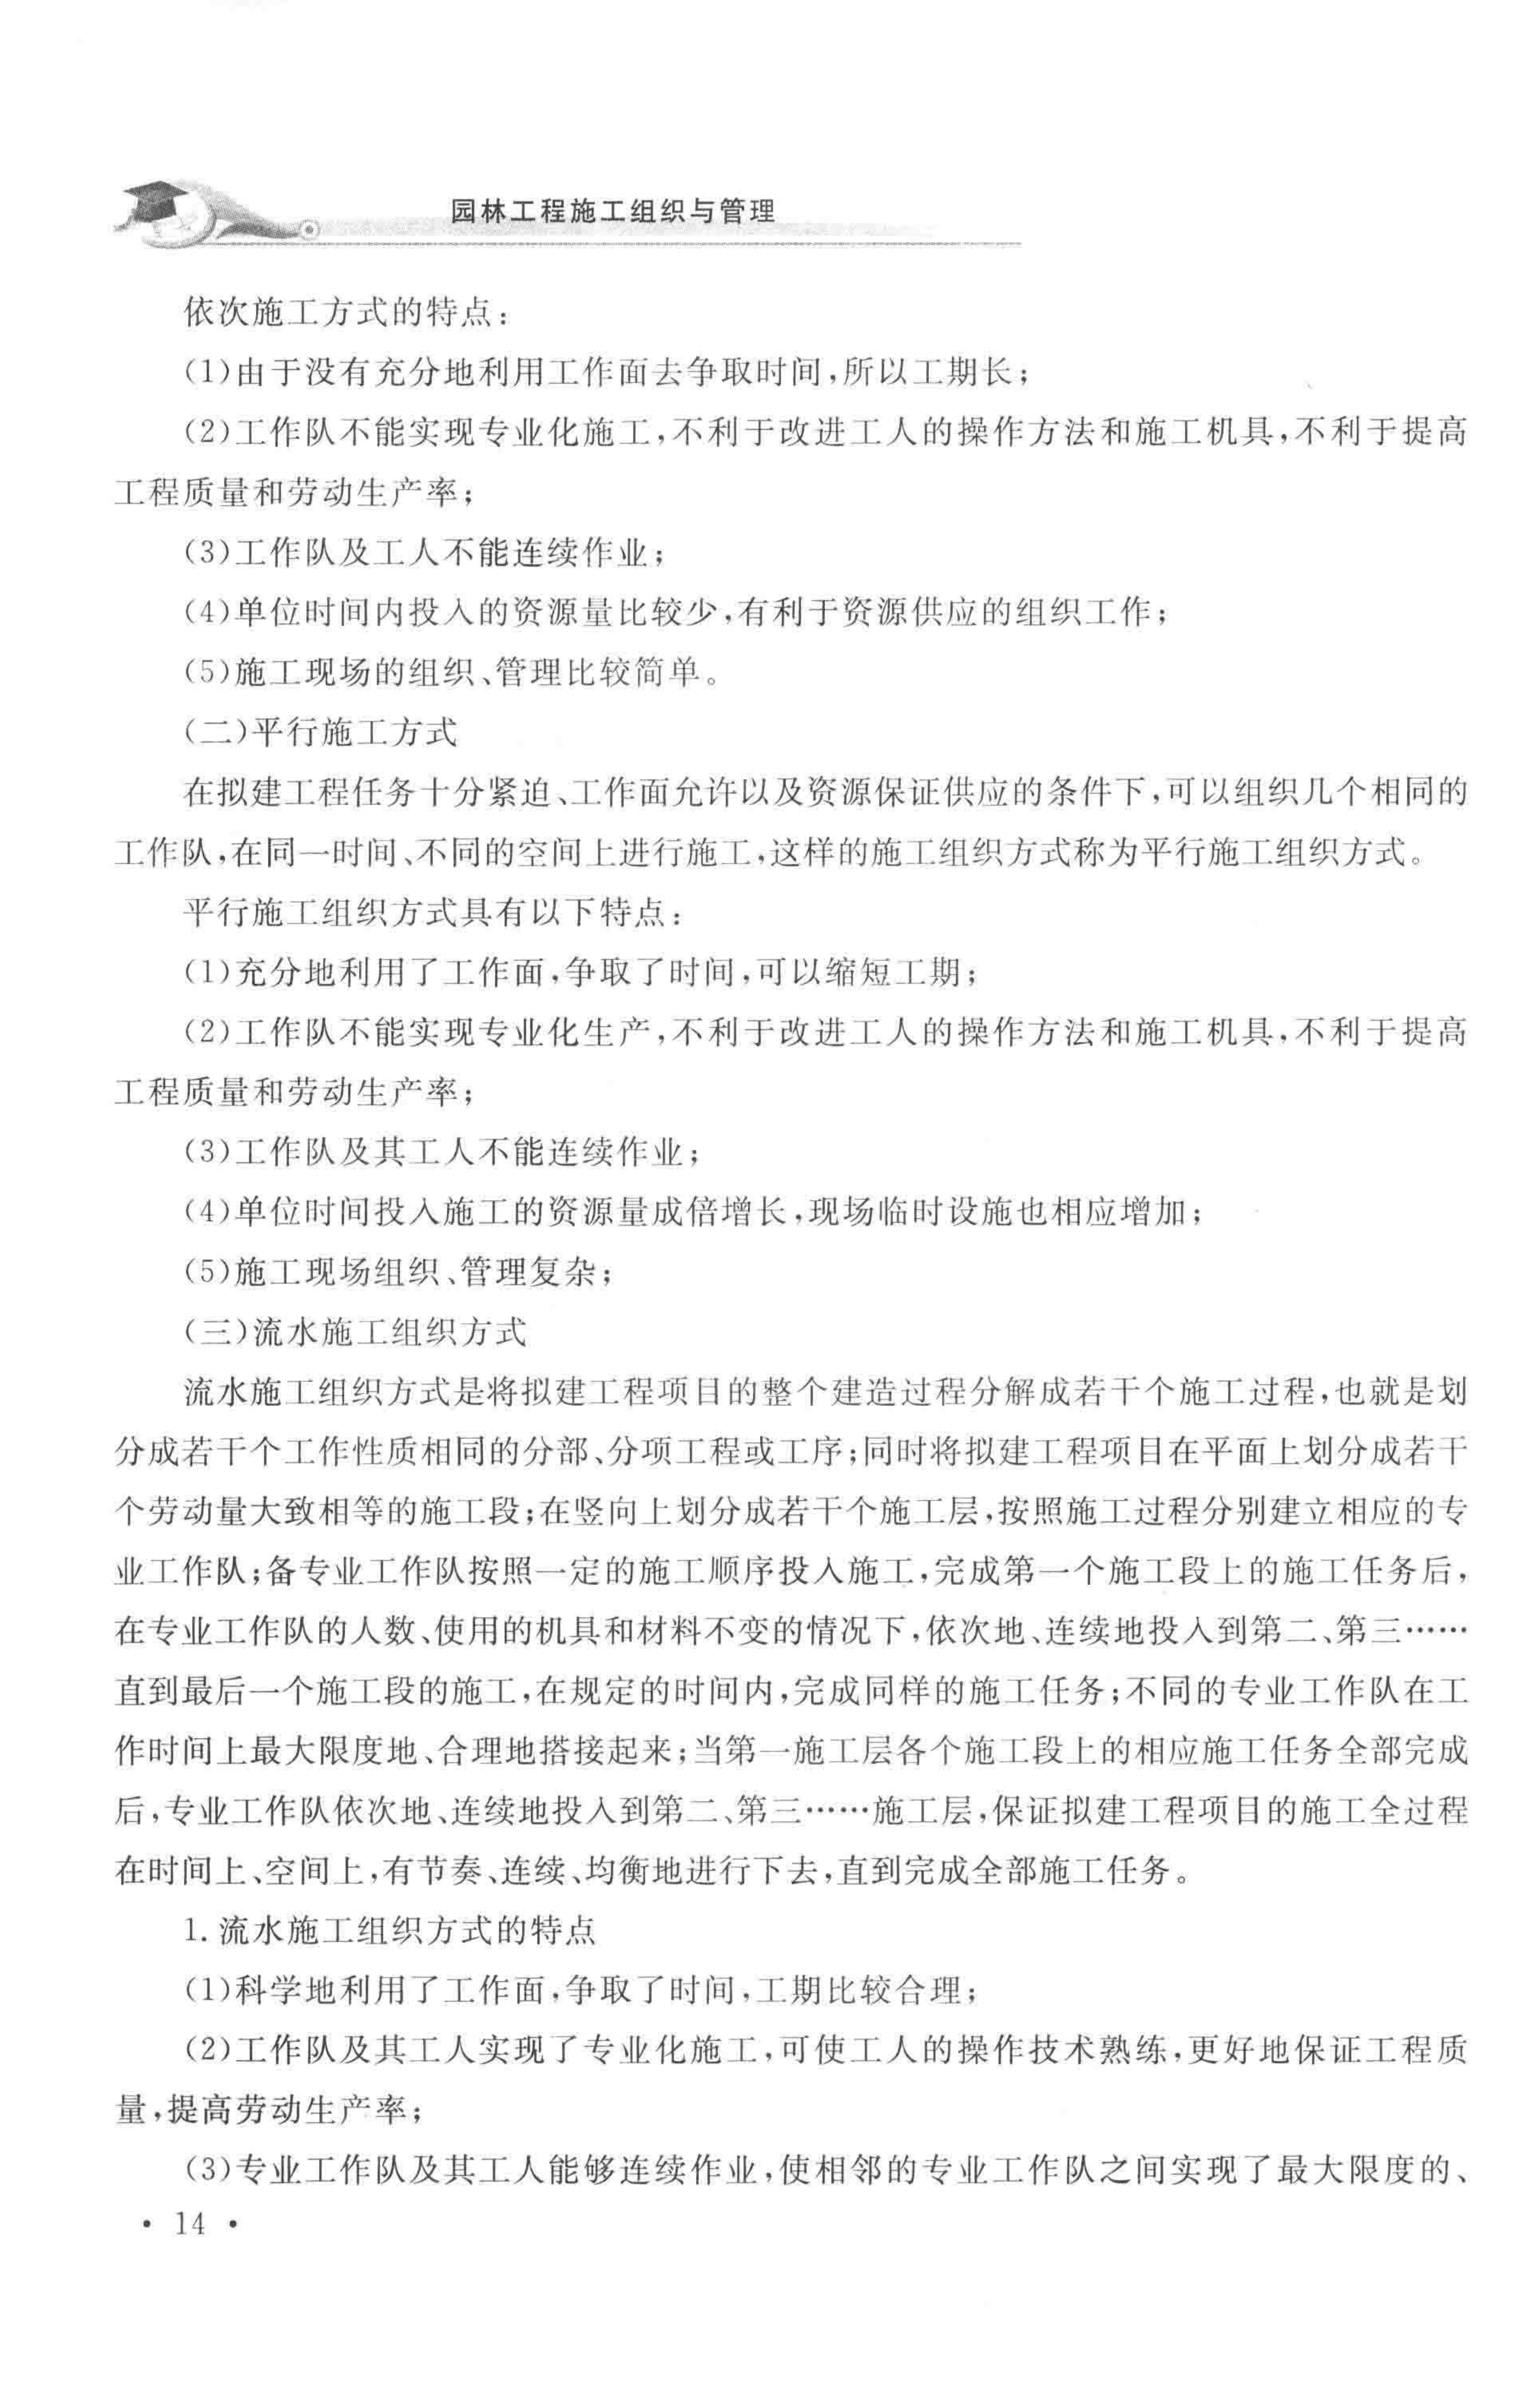 园林工程施工组织与管理
依次施工方式的特点：
(1)由于没有充分地利用工作面去争取时间，所以工期长；
(2)工作队不能实现专业化施工，不利于改进工人的操作方法和施工机具，不利于提高
工程质量和劳动生产率；
(3)工作队及工人不能连续作业；
(4)单位时间内投入的资源量比较少，有利于资源供应的组织工作；
(5)施工现场的组织、管理比较简单。
(二)平行施工方式
在拟建工程任务十分紧迫、工作面允许以及资源保证供应的条件下，可以组织几个相同的
工作队，在同一时间、不同的空间上进行施工，这样的施工组织方式称为平行施工组织方式。
平行施工组织方式具有以下特点：
(1)充分地利用了工作面，争取了时间，可以缩短工期；
(2)工作队不能实现专业化生产，不利于改进工人的操作方法和施工机具，不利于提高
工程质量和劳动生产率；
(3)工作队及其工人不能连续作业；
(4)单位时间投入施工的资源量成倍增长，现场临时设施也相应增加；
(5)施工现场组织、管理复杂；
(三)流水施工组织方式
流水施工组织方式是将拟建工程项目的整个建造过程分解成若干个施工过程，也就是划
分成若干个工作性质相同的分部、分项工程或工序；同时将拟建工程项目在平面上划分成若干
个劳动量大致相等的施工段；在竖向上划分成若干个施工层，按照施工过程分别建立相应的专
业工作队；备专业工作队按照一定的施工顺序投入施工，完成第一个施工段上的施工任务后，
在专业工作队的人数、使用的机具和材料不变的情况下，依次地、连续地投入到第二、第三……
直到最后一个施工段的施工，在规定的时间内，完成同样的施工任务；不同的专业工作队在工
作时间上最大限度地、合理地搭接起来；当第一施工层各个施工段上的相应施工任务全部完成
后，专业工作队依次地、连续地投入到第二、第三……施工层，保证拟建工程项目的施工全过程
在时间上、空间上，有节奏、连续、均衡地进行下去，直到完成全部施工任务。
1. 流水施工组织方式的特点
(1)科学地利用了工作面，争取了时间，工期比较合理；
(2)工作队及其工人实现了专业化施工，可使工人的操作技术熟练，更好地保证工程质
量，提高劳动生产率；
(3)专业工作队及其工人能够连续作业，使相邻的专业工作队之间实现了最大限度的、
• 14 •